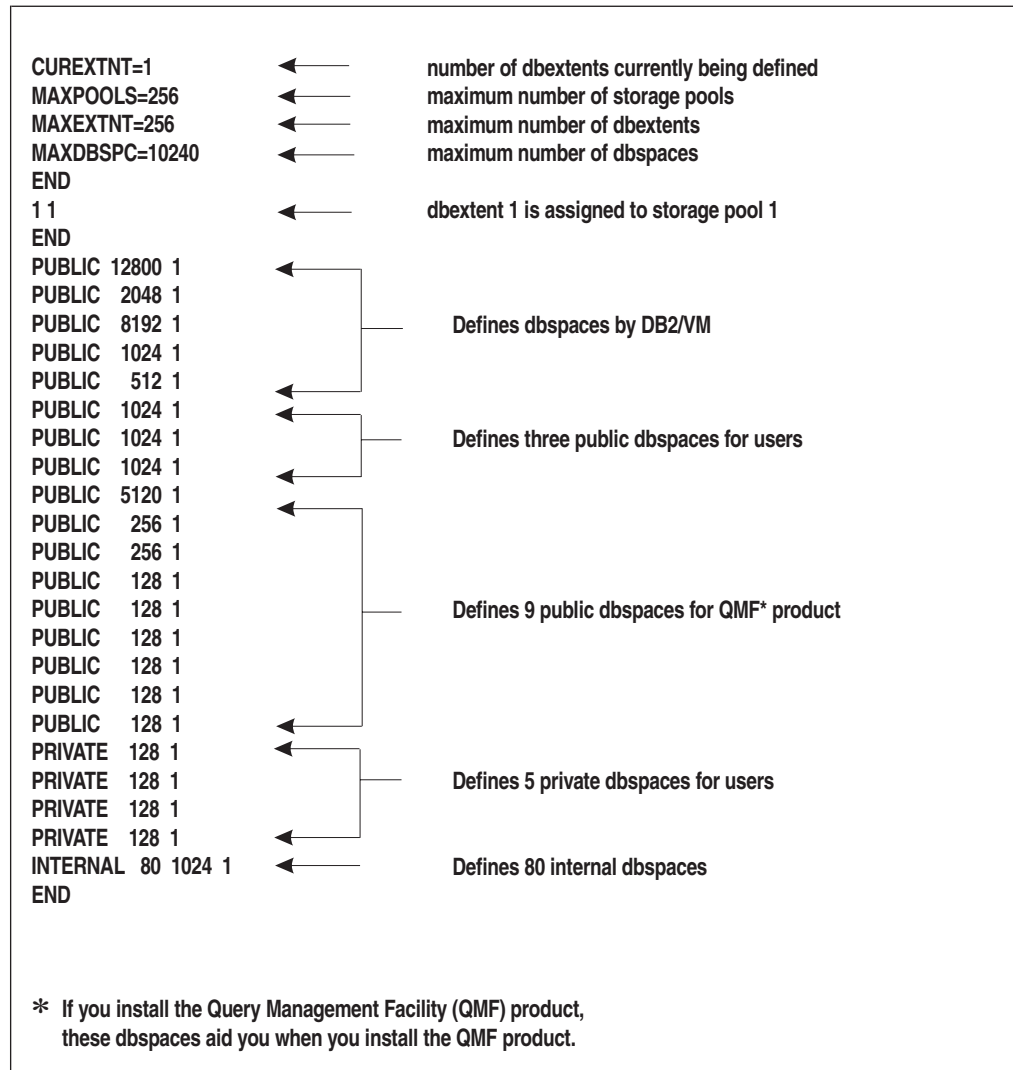 CUREXTNT=1 number of dbextents currently being defined
MAXPOOLS=256 maximum number of storage pools
MAXEXTNT=256 maximum number of dbextents
MAXDBSPC=10240 maximum number of dbspaces
END
1 1 dbextent 1 is assigned to storage pool 1
END
PUBLIC 12800 1
PUBLIC 2048 1
PUBLIC 8192 1 Defines dbspaces by DB2/VM
PUBLIC 1024 1
PUBLIC 512 1
PUBLIC 1024 1
PUBLIC 1024 1 Defines three public dbspaces for users
PUBLIC 1024 1
PUBLIC 5120 1
PUBLIC 256 1
PUBLIC 256 1
PUBLIC 128 1
PUBLIC 128 1 Defines 9 public dbspaces for QMF* product
PUBLIC 128 1
PUBLIC 128 1
PUBLIC 128 1
PUBLIC 128 1
PRIVATE 128 1
PRIVATE 128 1 Defines 5 private dbspaces for users
PRIVATE 128 1
PRIVATE 128 1
INTERNAL 80 1024 1 Defines 80 internal dbspaces
END
* If you install the Query Management Facility (QMF) product,
these dbspaces aid you when you install the QMF product.